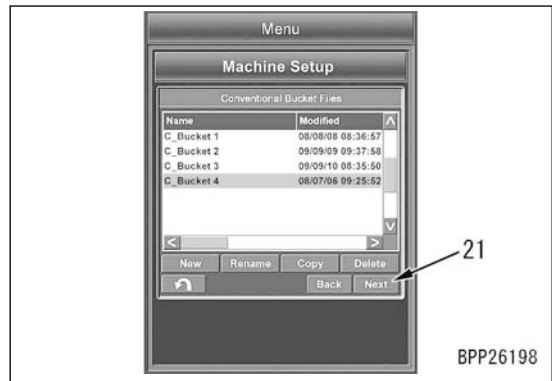 Menu
Machine Setup
Conventional Bucket Files
Name Modified
C_Bucket 1 08/08/08 08:36:57
C_Bucket 2 09/09/09 09:37:58
C_Bucket 3 09/09/10 08:35:50
C_Bucket 4 08/07/06 09:25:52
New Rename Copy Delete
Back Next
21
BPP26198